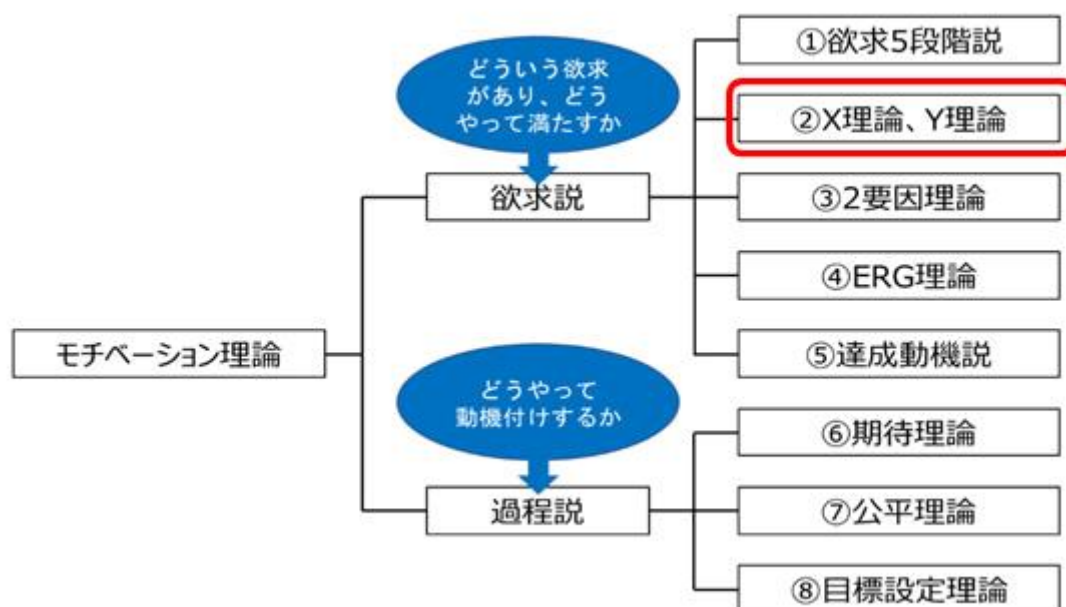 モチベーション理論
どういう欲求
があり、どう
やって満たすか
欲求説
①欲求5段階説
②X理論、Y理論
③2要因理論
④ERG理論
⑤達成動機説
どうやって
動機付けするか
過程説
⑥期待理論
⑦公平理論
⑧目標設定理論